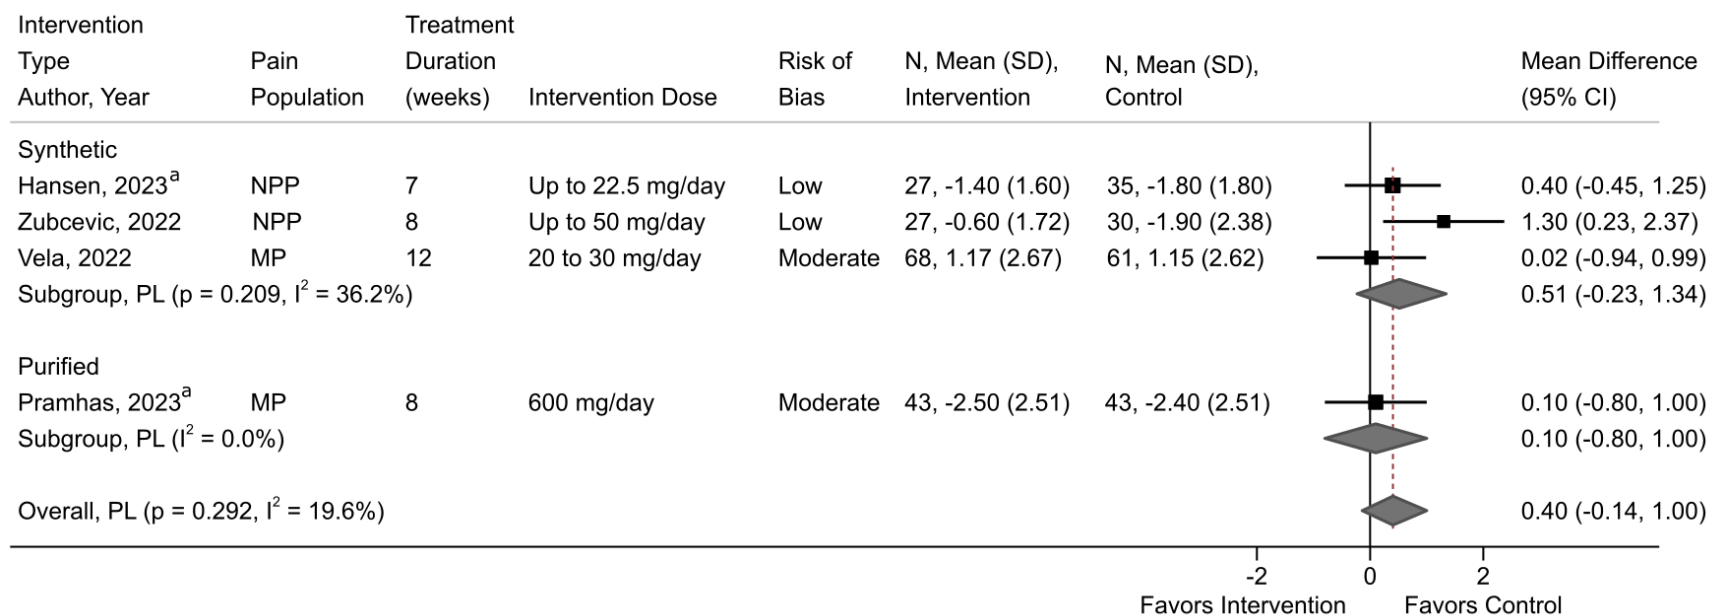 Intervention Treatment
Type Pain Duration Risk of N, Mean (SD), N, Mean (SD), Mean Difference
Author, Year Population (weeks) Intervention Dose Bias Intervention Control (95% CI)
Synthetic
Hansen, 2023a NPP 7 Up to 22.5 mg/day Low 27, -1.40 (1.60) 35, -1.80 (1.80) 0.40 (-0.45, 1.25)
Zubcevic, 2022 NPP 8 Up to 50 mg/day Low 27, -0.60 (1.72) 30, -1.90 (2.38) 1.30 (0.23, 2.37)
Vela, 2022 MP 12 20 to 30 mg/day Moderate 68, 1.17 (2.67) 61, 1.15 (2.62) 0.02 (-0.94, 0.99)
Subgroup, PL (p = 0.209, I2 = 36.2%) 0.51 (-0.23, 1.34)
Purified
Pramhas, 2023a MP 8 600 mg/day Moderate 43, -2.50 (2.51) 43, -2.40 (2.51) 0.10 (-0.80, 1.00)
Subgroup, PL (I2 = 0.0%) 0.10 (-0.80, 1.00)
Overall, PL (p = 0.292, I2 = 19.6%) 0.40 (-0.14, 1.00)
-2 0 2
Favors Intervention Favors Control